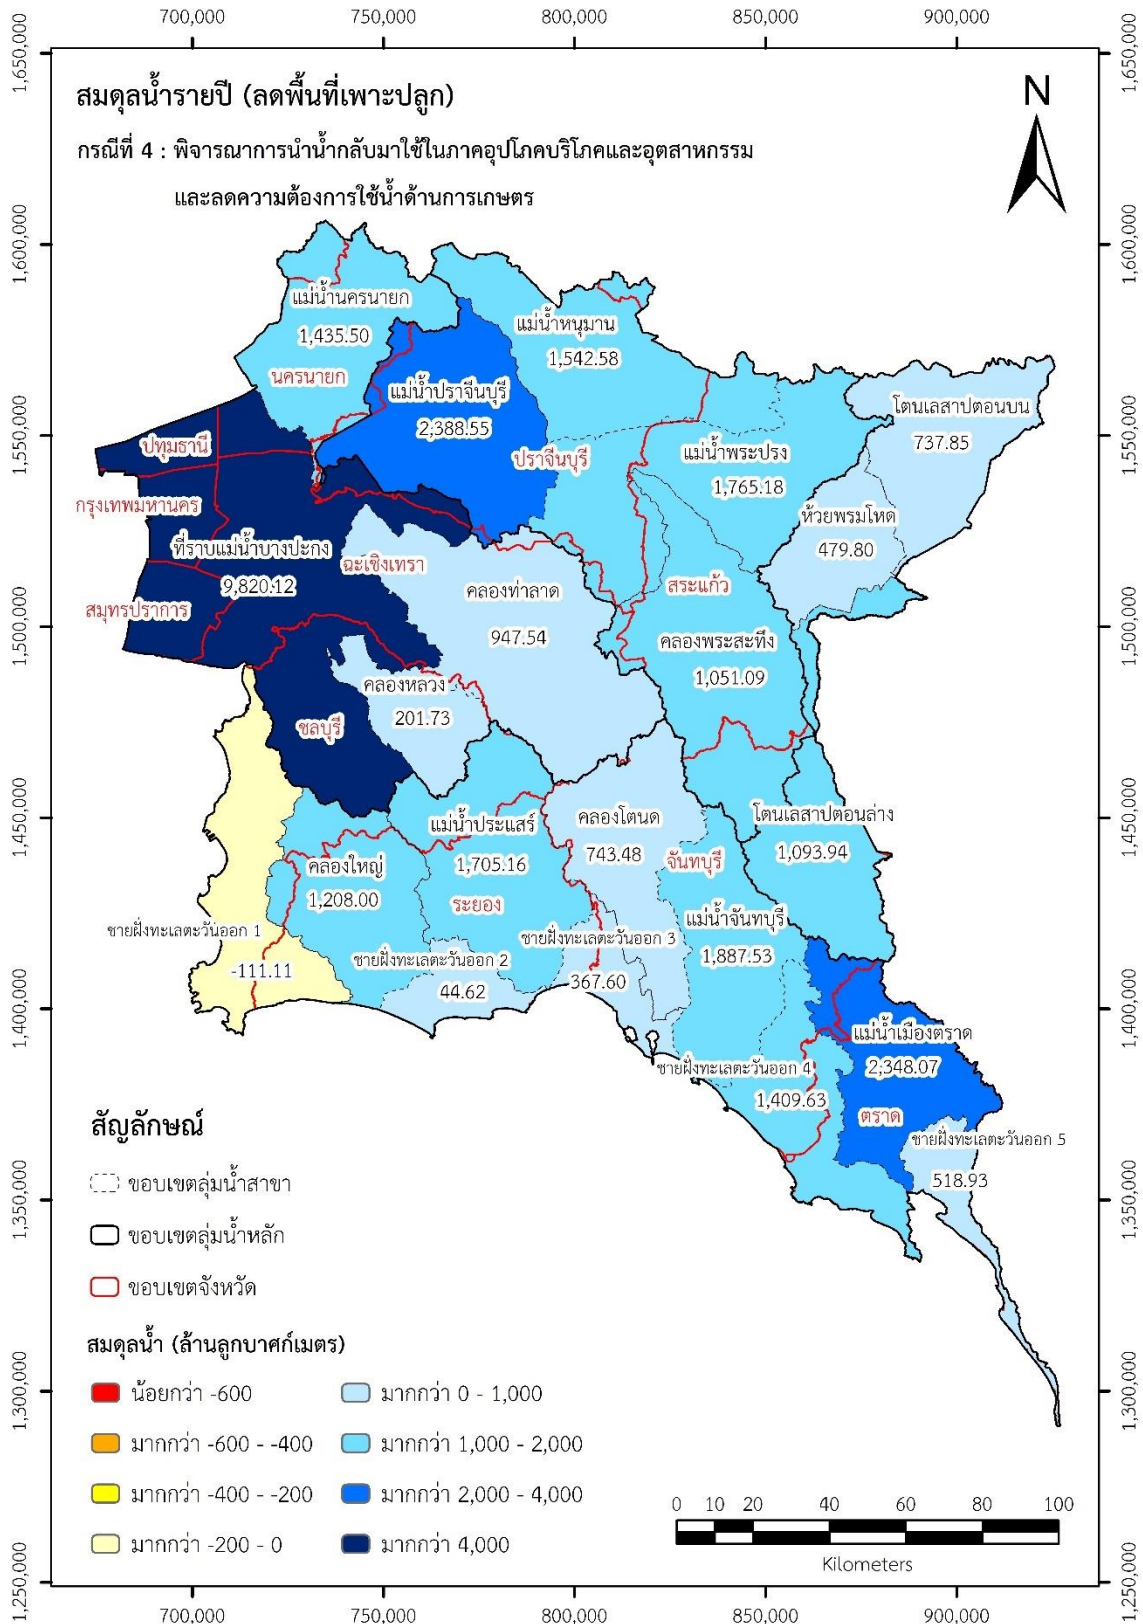 700,000 750,000 800,000 850,000 900,000
1,650,000 1,650,000
สมดุลน้ำรายปี (ลดพื้นที่เพาะปลูก)
N
กรณีที่ 4 : พิจารณาการนำน้ำกลับมาใช้ในภาคอุปโภคบริโภคและอุตสาหกรรม
และลดความต้องการใช้น้ำด้านการเกษตร
1,600,000 1,600,000
แม่น้ำนครนายก
1,435.50
นครนายก
แม่น้ำหนุมาน
1,542.58
แม่น้ำปราจีนบุรี
2,388.55
ปราจีนบุรี
โตนเลสาปตอนบน
737.85
1,550,000 1,550,000
ปทุมธานี
แม่น้ำพระปรง
1,765.18
กรุงเทพมหานคร
ห้วยพรมโหด
479.80
ที่ราบแม่น้ำบางปะกง
9,820.12
ฉะเชิงเทรา
คลองท่าลาด
947.54
สระแก้ว
สมุทรปราการ
1,500,000 1,500,000
คลองพระสะทึง
1,051.09
คลองหลวง
201.73
ชลบุรี
1,450,000 1,450,000
แม่น้ำประแสร์
1,705.16
คลองโตนด
743.48
โตนเลสาปตอนล่าง
1,093.94
คลองใหญ่
1,208.00
ระยอง
จันทบุรี
แม่น้ำจันทบุรี
1,887.53
ชายฝั่งทะเลตะวันออก 1
-111.11
ชายฝั่งทะเลตะวันออก 2
44.62
ชายฝั่งทะเลตะวันออก 3
367.60
1,400,000 1,400,000
แม่น้ำเมืองตราด
2,348.07
ชายฝั่งทะเลตะวันออก 4
1,409.63
ตราด
ชายฝั่งทะเลตะวันออก 5
518.93
1,350,000 1,350,000
สัญลักษณ์
ขอบเขตลุ่มน้ำสาขา
ขอบเขตลุ่มน้ำหลัก
ขอบเขตจังหวัด
สมดุลน้ำ (ล้านลูกบาศก์เมตร)
1,300,000 1,300,000
น้อยกว่า -600 มากกว่า 0 - 1,000
มากกว่า -600 - -400 มากกว่า 1,000 - 2,000
มากกว่า -400 - -200 มากกว่า 2,000 - 4,000
มากกว่า -200 - 0 มากกว่า 4,000
0 10 20 40 60 80 100
Kilometers
1,250,000 1,250,000
700,000 750,000 800,000 850,000 900,000